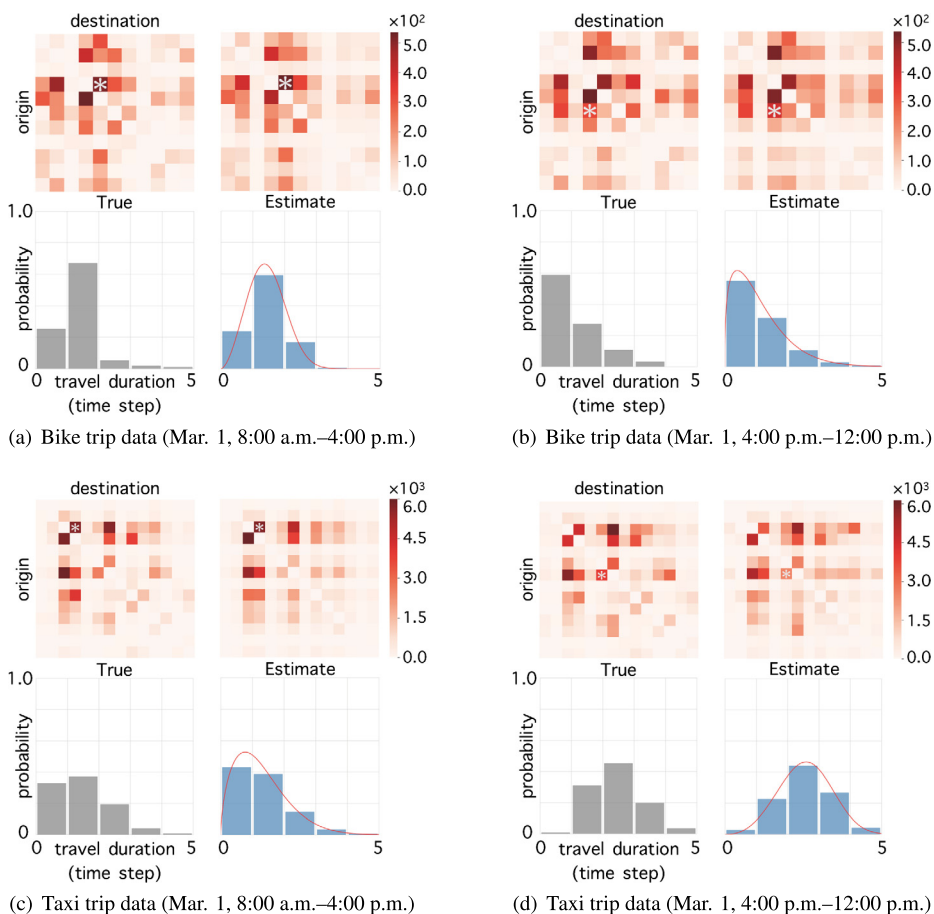 destination
×10²
5.0
4.0
3.0
2.0
1.0
0.0
origin
*
*
True
Estimate
1.0
probability
0
0 travel duration 5
(time step)
0 5
(a) Bike trip data (Mar. 1, 8:00 a.m.–4:00 p.m.)
destination
×10²
5.0
4.0
3.0
2.0
1.0
0.0
origin
*
*
True
Estimate
1.0
probability
0
0 travel duration 5
(time step)
0 5
(b) Bike trip data (Mar. 1, 4:00 p.m.–12:00 p.m.)
destination
×10³
6.0
4.5
3.0
1.5
0.0
origin
*
*
True
Estimate
1.0
probability
0
0 travel duration 5
(time step)
0 5
(c) Taxi trip data (Mar. 1, 8:00 a.m.–4:00 p.m.)
destination
×10³
6.0
4.5
3.0
1.5
0.0
origin
*
*
True
Estimate
1.0
probability
0
0 travel duration 5
(time step)
0 5
(d) Taxi trip data (Mar. 1, 4:00 p.m.–12:00 p.m.)